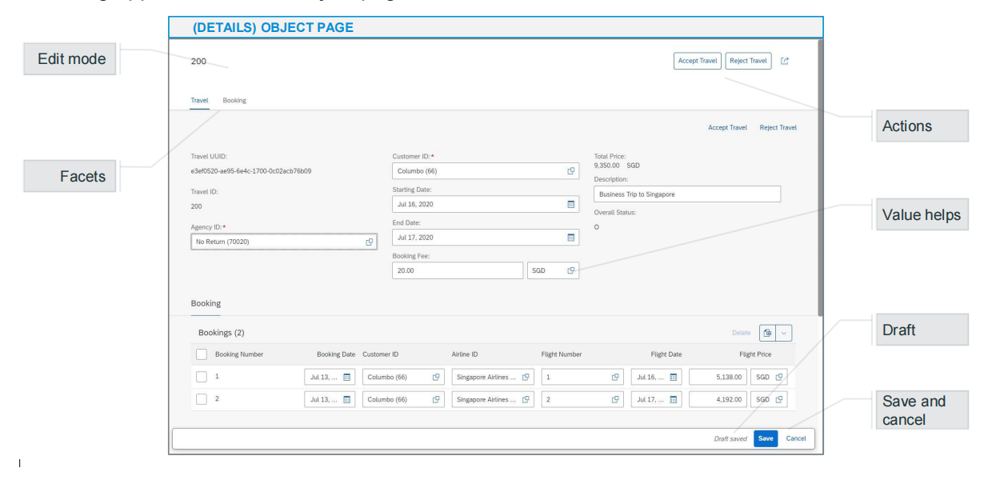 (DETAILS) OBJECT PAGE
Edit mode
200
Accept Travel Reject Travel
Travel Booking
Actions
Accept Travel Reject Travel
Facets
Travel UUID:
e3ef0520-ae95-6e4c-1700-0c02acb76b09
Travel ID:
200
Agency ID:*
No Return (70020)
Customer ID:*
Columbo (66)
Starting Date:
Jul 16, 2020
End Date:
Jul 17, 2020
Booking Fee:
20.00 SGD
Total Price:
9,350.00 SGD
Description:
Business Trip to Singapore
Overall Status:
O
Value helps
Booking
Bookings (2) Delete
Draft
Booking Number Booking Date Customer ID Airline ID Flight Number Flight Date Flight Price
1 Jul 13, ... Columbo (66) Singapore Airlines ... 1 Jul 16, ... 5,138.00 SGD
2 Jul 13, ... Columbo (66) Singapore Airlines ... 2 Jul 17, ... 4,192.00 SGD
Save and
cancel
Draft saved Save Cancel